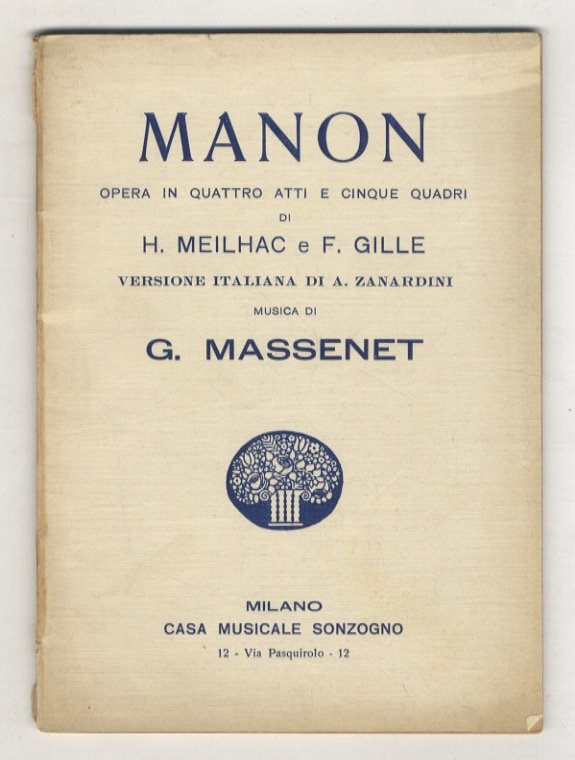 MANON
OPERA IN QUATTRO ATTI E CINQUE QUADRI
DI
H. MEILHAC e F. GILLE
VERSIONE ITALIANA DI A. ZANARDINI
MUSICA DI
G. MASSENET
MILANO
CASA MUSICALE SONZOGNO
12 - Via Pasquirolo - 12